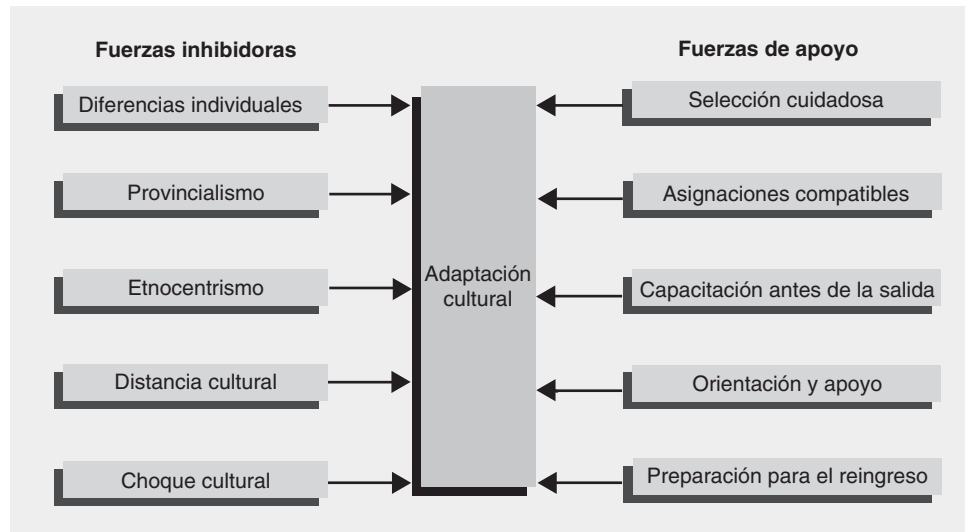 Fuerzas inhibidoras
Fuerzas de apoyo
Diferencias individuales
Selección cuidadosa
Provincialismo
Asignaciones compatibles
Etnocentrismo
Adaptación
cultural
Capacitación antes de la salida
Distancia cultural
Orientación y apoyo
Choque cultural
Preparación para el reingreso